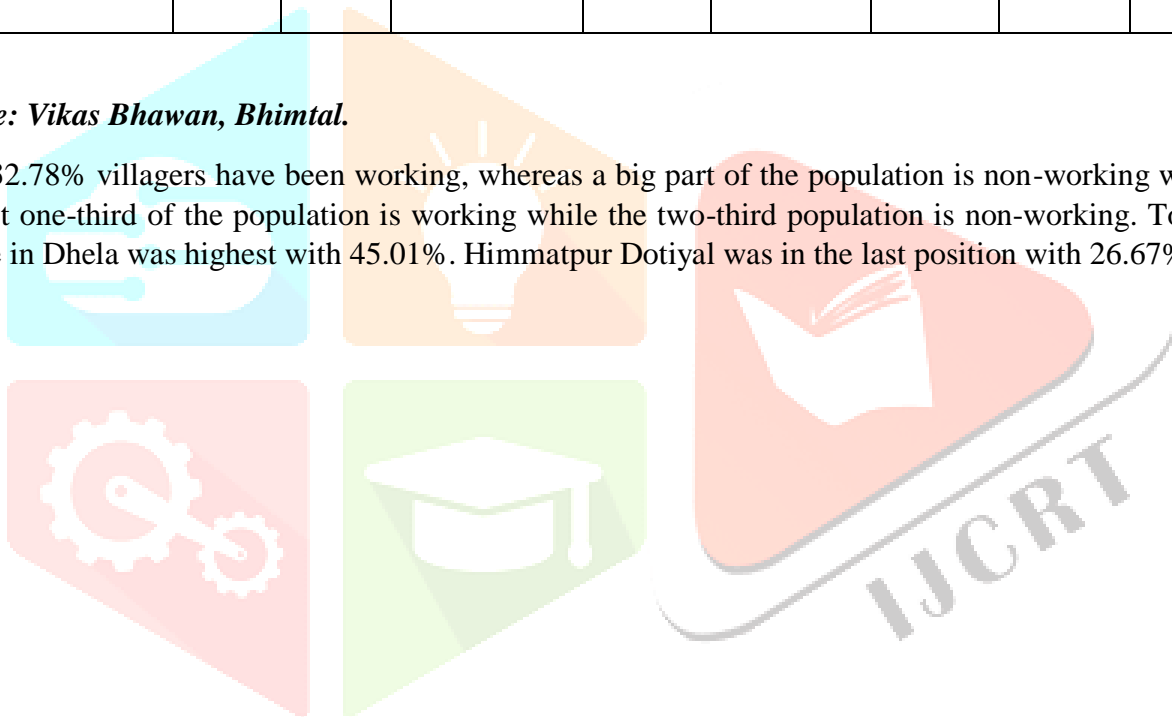 e: Vikas Bhawan, Bhimtal.
32.78% villagers have been working, whereas a big part of the population is non-working w
t one-third of the population is working while the two-third population is non-working. To
in Dhela was highest with 45.01%. Himmatpur Dotiyal was in the last position with 26.67%
IJCRT